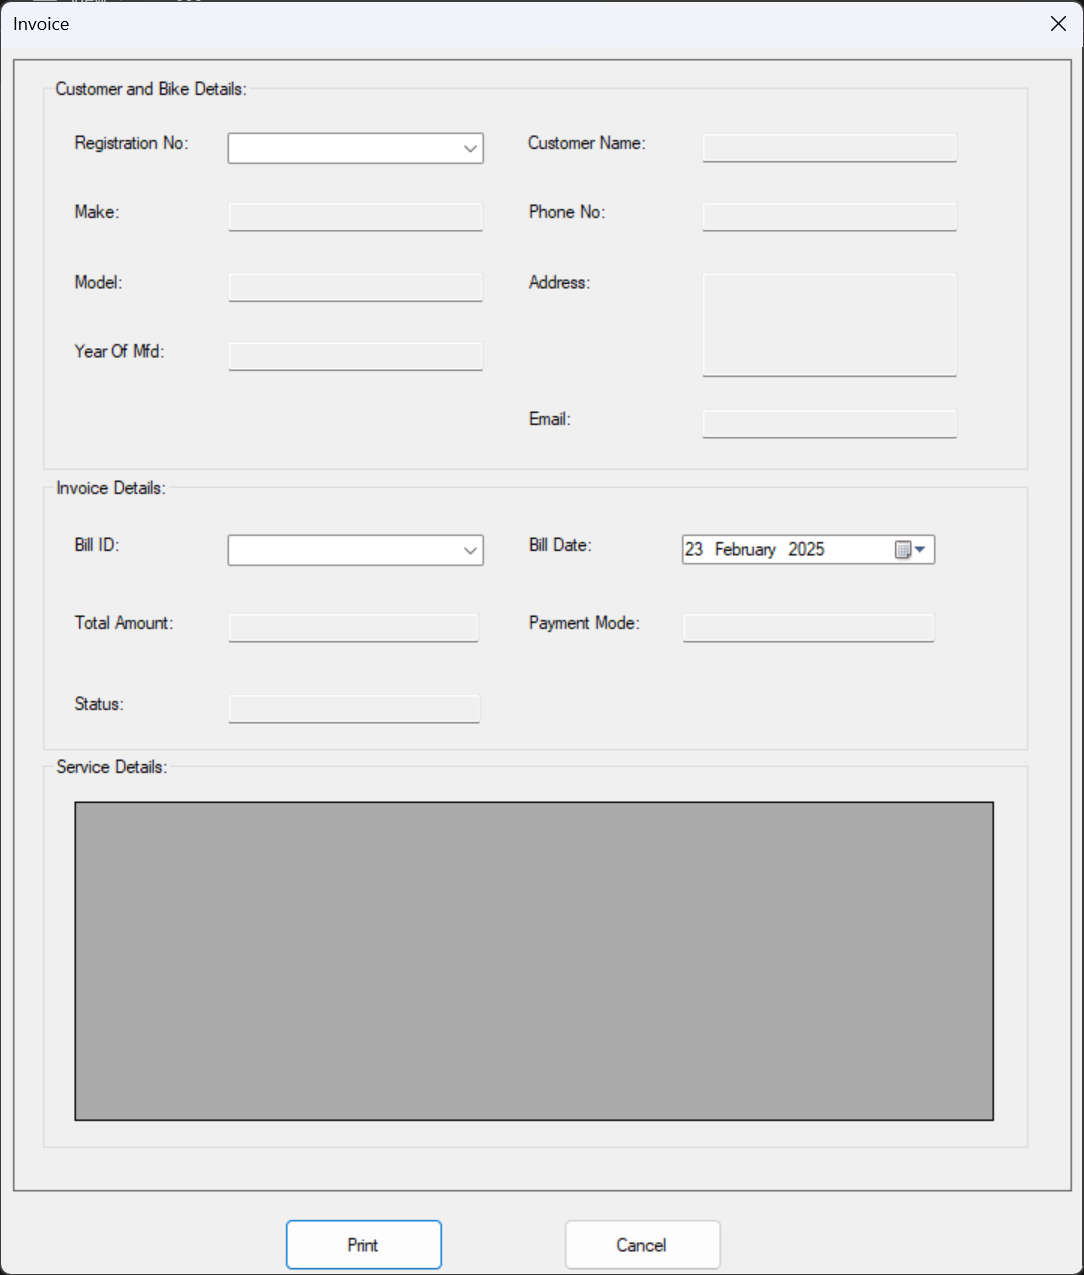 Invoice
Customer and Bike Details:
Registration No:
Customer Name:
Make:
Phone No:
Model:
Address:
Year Of Mfd:
Email:
Invoice Details:
Bill ID:
Bill Date:
23 February 2025
Total Amount:
Payment Mode:
Status:
Service Details:
Print
Cancel